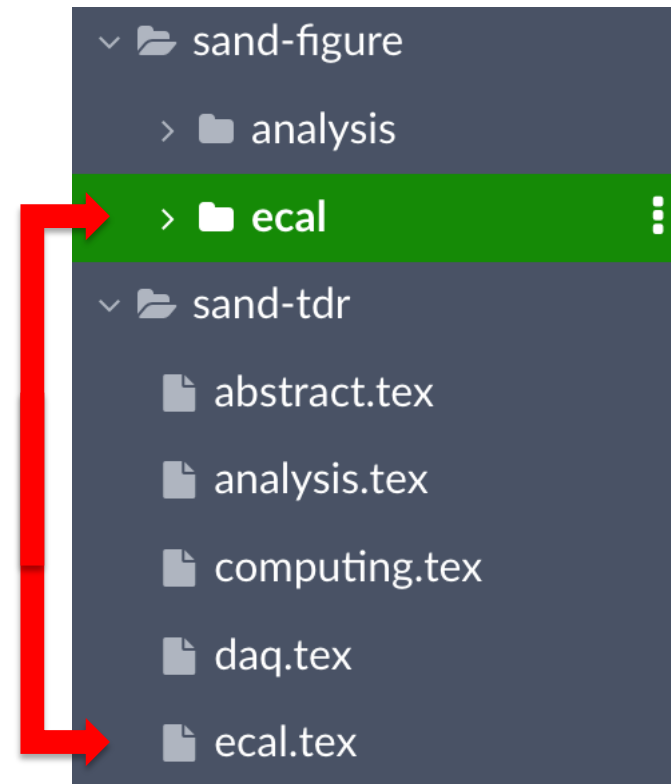 sand-figure
analysis
ecal
sand-tdr
abstract.tex
analysis.tex
computing.tex
daq.tex
ecal.tex